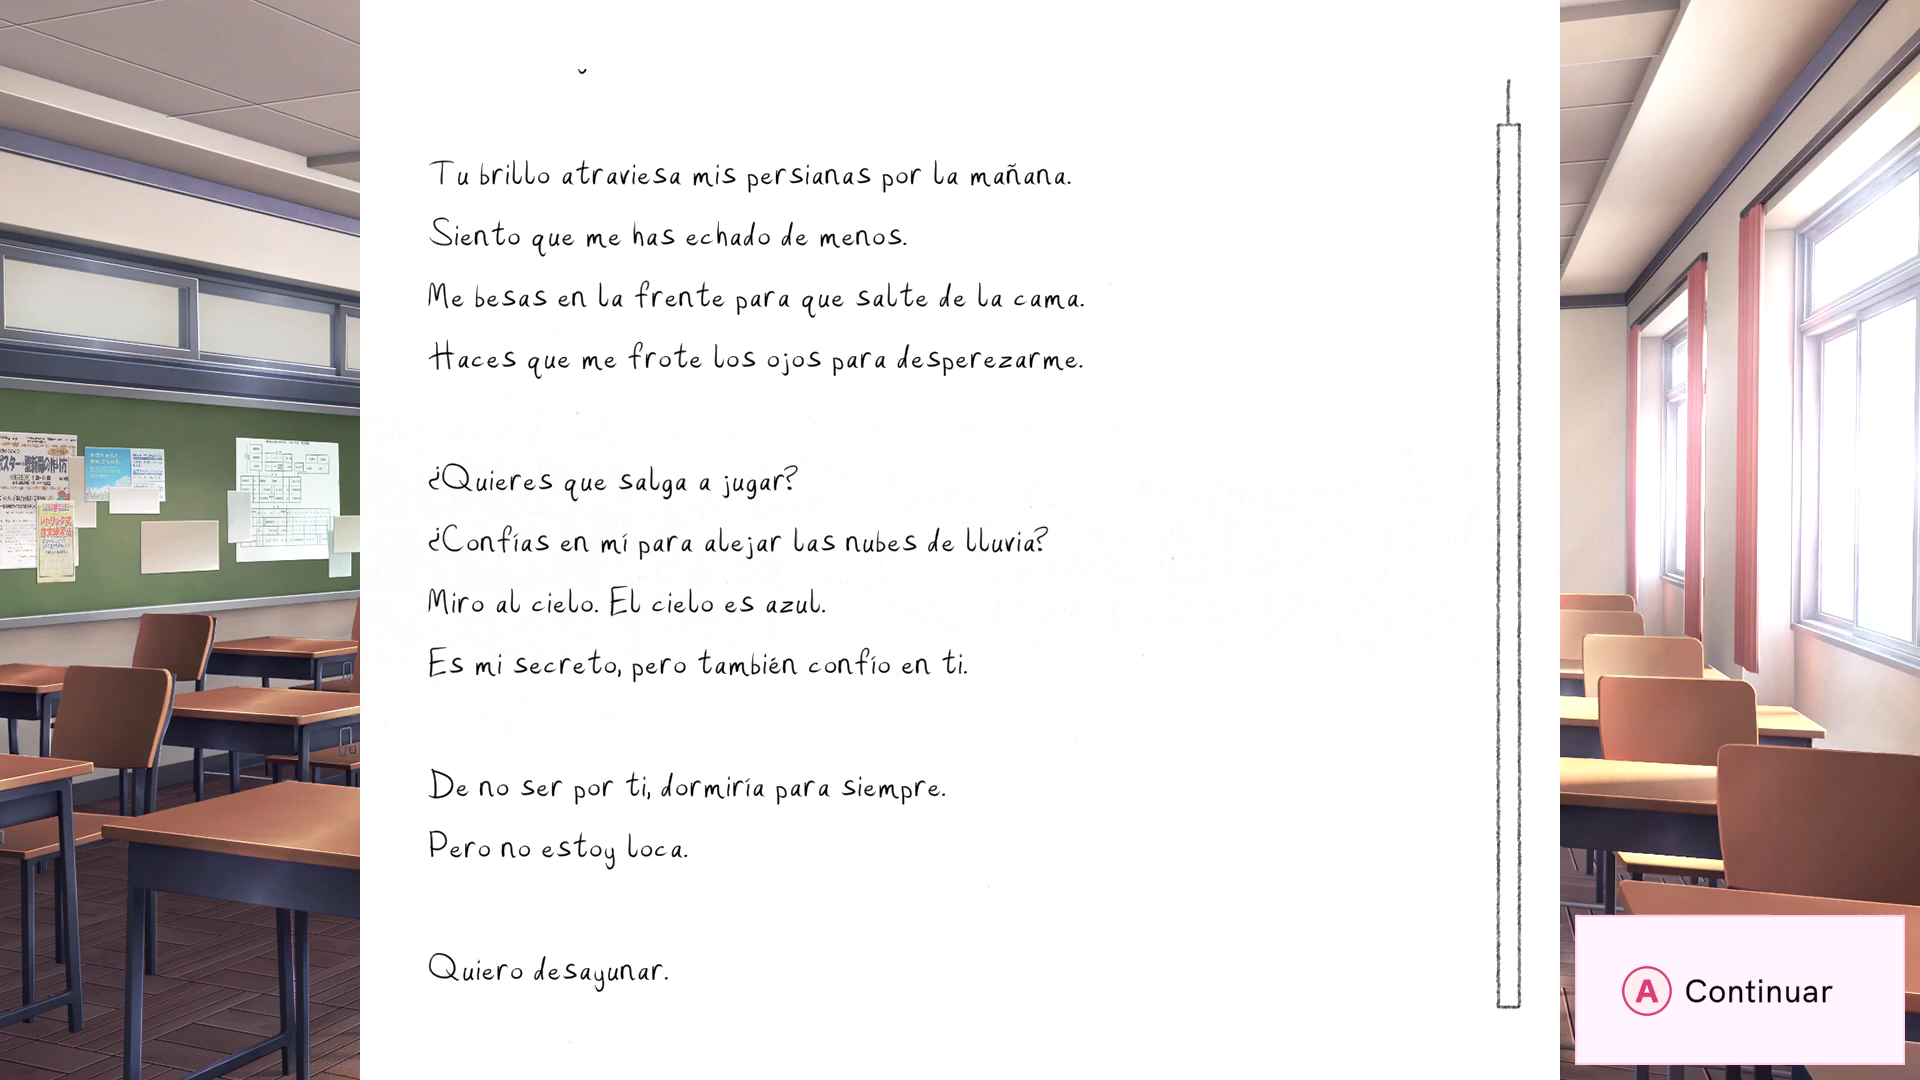 Tu brillo atraviesa mis persianas por la mañana.
Siento que me has echado de menos.
Me besas en la frente para que salte de la cama.
Haces que me frote los ojos para desperezarme.
¿Quieres que salga a jugar?
¿Confías en mí para alejar las nubes de lluvia?
Miro al cielo. El cielo es azul.
Es mi secreto, pero también confío en ti.
De no ser por ti, dormiría para siempre.
Pero no estoy loca.
Quiero desayunar.
A Continuar